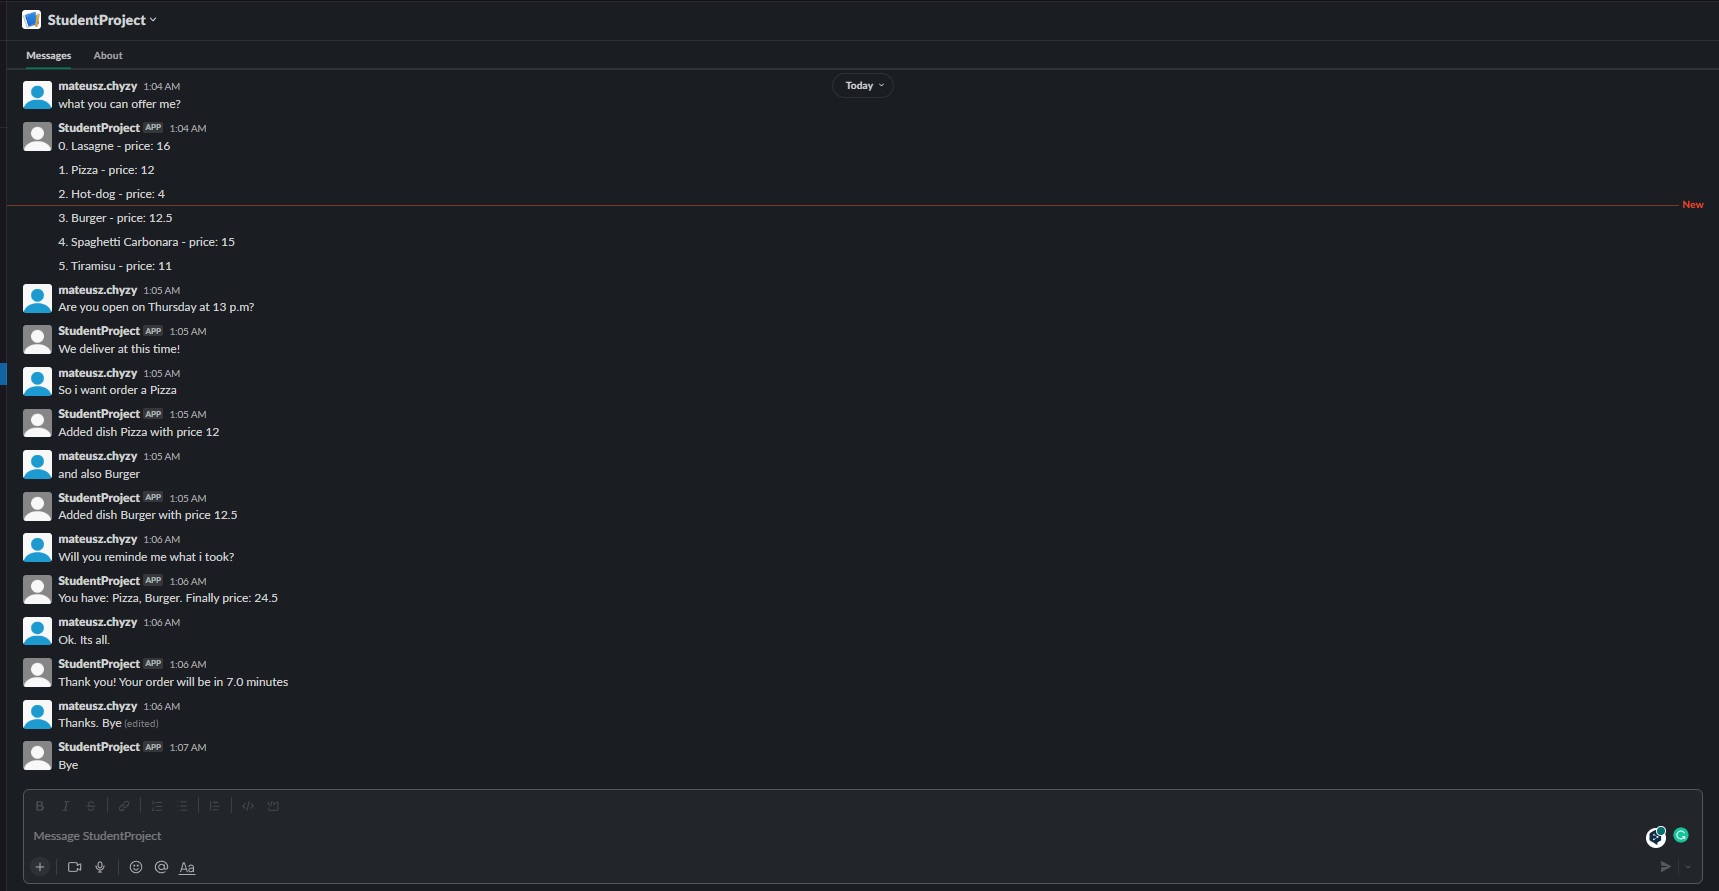 StudentProject
Messages About
Today
mateusz.chyzy 1:04 AM
what you can offer me?
StudentProject APP 1:04 AM
0. Lasagne - price: 16
1. Pizza - price: 12
2. Hot-dog - price: 4
New
3. Burger - price: 12.5
4. Spaghetti Carbonara - price: 15
5. Tiramisu - price: 11
mateusz.chyzy 1:05 AM
Are you open on Thursday at 13 p.m?
StudentProject APP 1:05 AM
We deliver at this time!
mateusz.chyzy 1:05 AM
So i want order a Pizza
StudentProject APP 1:05 AM
Added dish Pizza with price 12
mateusz.chyzy 1:05 AM
and also Burger
StudentProject APP 1:05 AM
Added dish Burger with price 12.5
mateusz.chyzy 1:06 AM
Will you reminde me what i took?
StudentProject APP 1:06 AM
You have: Pizza, Burger. Finally price: 24.5
mateusz.chyzy 1:06 AM
Ok. Its all.
StudentProject APP 1:06 AM
Thank you! Your order will be in 7.0 minutes
mateusz.chyzy 1:06 AM
Thanks. Bye (edited)
StudentProject APP 1:07 AM
Bye
Message StudentProject
Aa